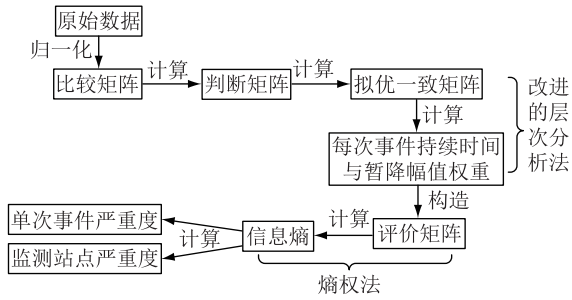 原始数据
归一化
比较矩阵
计算
判断矩阵
计算
拟优一致矩阵
计算
每次事件持续时间
与暂降幅值权重
改进
的层
次分
析法
构造
评价矩阵
计算
信息熵
计算
单次事件严重度
监测站点严重度
熵权法